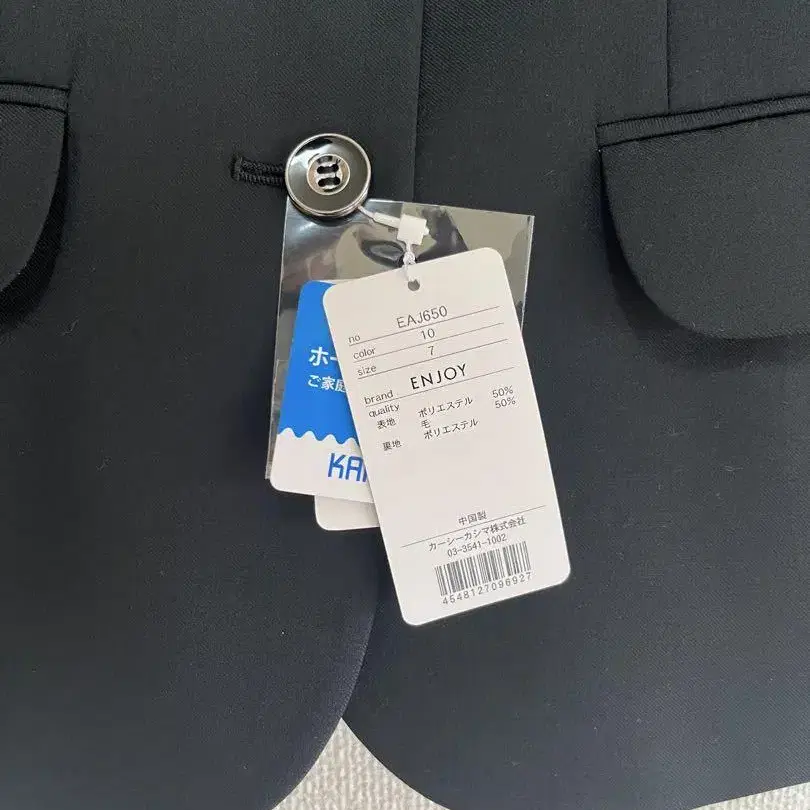 no EAJ650
color 10
size 7
brand ENJOY
quality
表地 ポリエステル 50%
毛 50%
裏地 ポリエステル
中国製
カーシーカシマ株式会社
03-3541-1002
4548127096927
ホー
ご家庭
KA